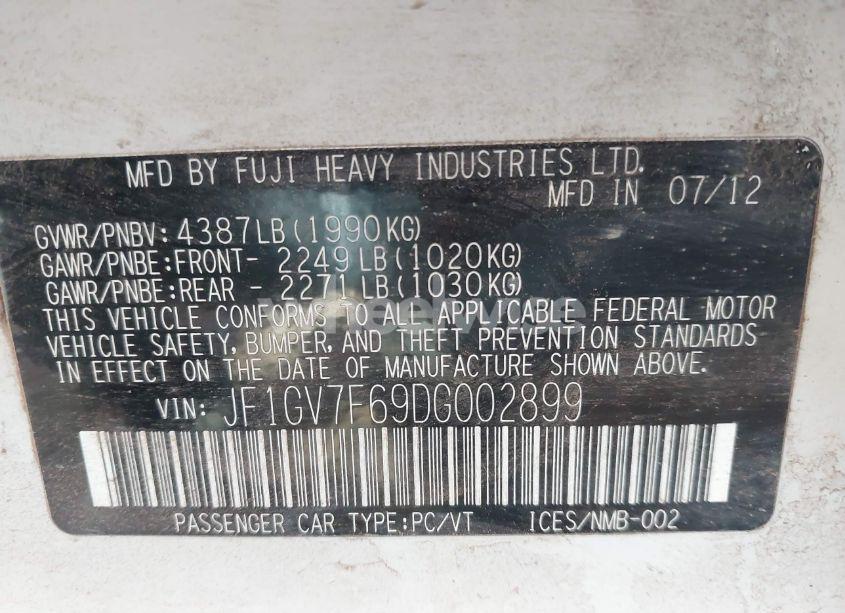 MFD BY FUJI HEAVY INDUSTRIES LTD.
MFD IN 07/12
GVWR/PNBV: 4387LB(1990KG)
GAWR/PNBE:FRONT- 2249LB(1020KG)
GAWR/PNBE:REAR - 2271LB(1030KG)
THIS VEHICLE CONFORMS TO ALL APPLICABLE FEDERAL MOTOR
VEHICLE SAFETY, BUMPER, AND THEFT PREVENTION STANDARDS
IN EFFECT ON THE DATE OF MANUFACTURE SHOWN ABOVE.
VIN: JF1GV7F69DG002899
PASSENGER CAR TYPE:PC/VT ICES/NMB-002